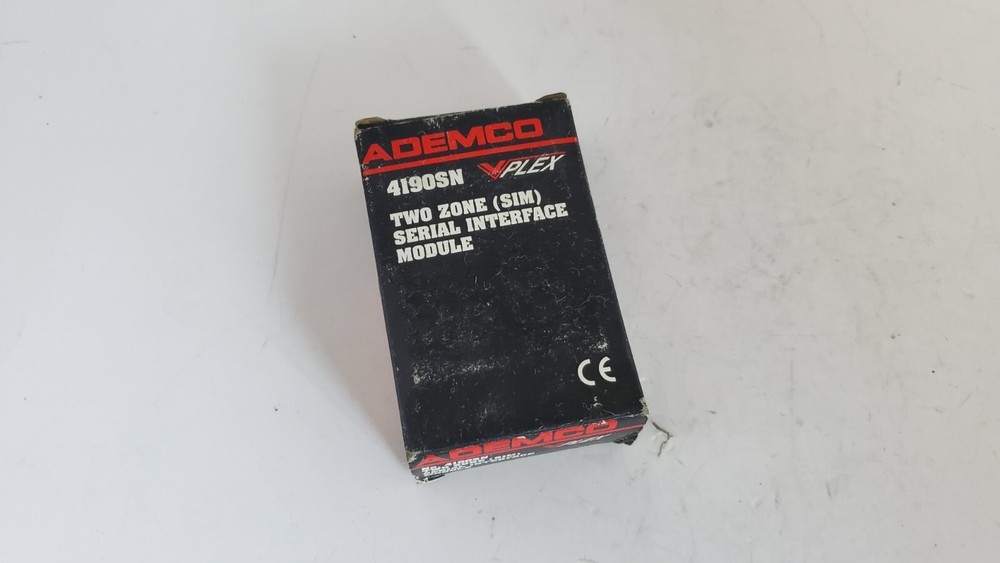 ADEMCO
4190SN VPLEX
TWO ZONE (SIM)
SERIAL INTERFACE
MODULE
CE
ADEMCO